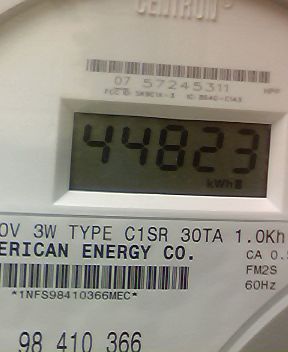 CENTRON®
07 57245311
44823
kWh
0V 3W TYPE C1SR 30TA 1.0Kh
ERICAN ENERGY CO.
CA 0.5
FM2S
60Hz
*1NFS98410366MEC*
98 410 366